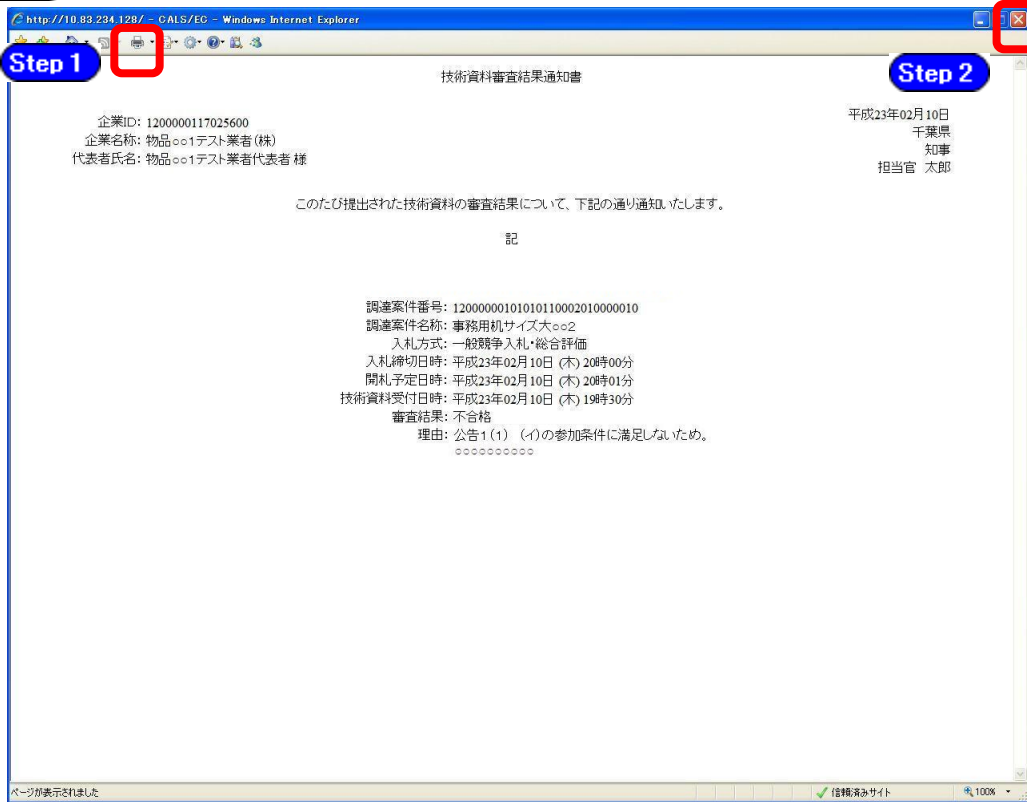 http://10.83.234.128/ - CALS/EC - Windows Internet Explorer
Step 1
Step 2
技術資料審査結果通知書
平成23年02月10日
千葉県
知事
担当官 太郎
企業ID: 1200000117025600
企業名称: 物品○○1テスト業者(株)
代表者氏名: 物品○○1テスト業者代表者 様
このたび提出された技術資料の審査結果について、下記の通り通知いたします。
記
調達案件番号: 12000000101010110002010000010
調達案件名称: 事務用机サイズ大○○2
入札方式: 一般競争入札・総合評価
入札締切日時: 平成23年02月10日 (木) 20時00分
開札予定日時: 平成23年02月10日 (木) 20時01分
技術資料受付日時: 平成23年02月10日 (木) 19時30分
審査結果: 不合格
理由: 公告1(1) (イ)の参加条件に満足しないため。
○○○○○○○○○○
ページが表示されました
信頼済みサイト
100%